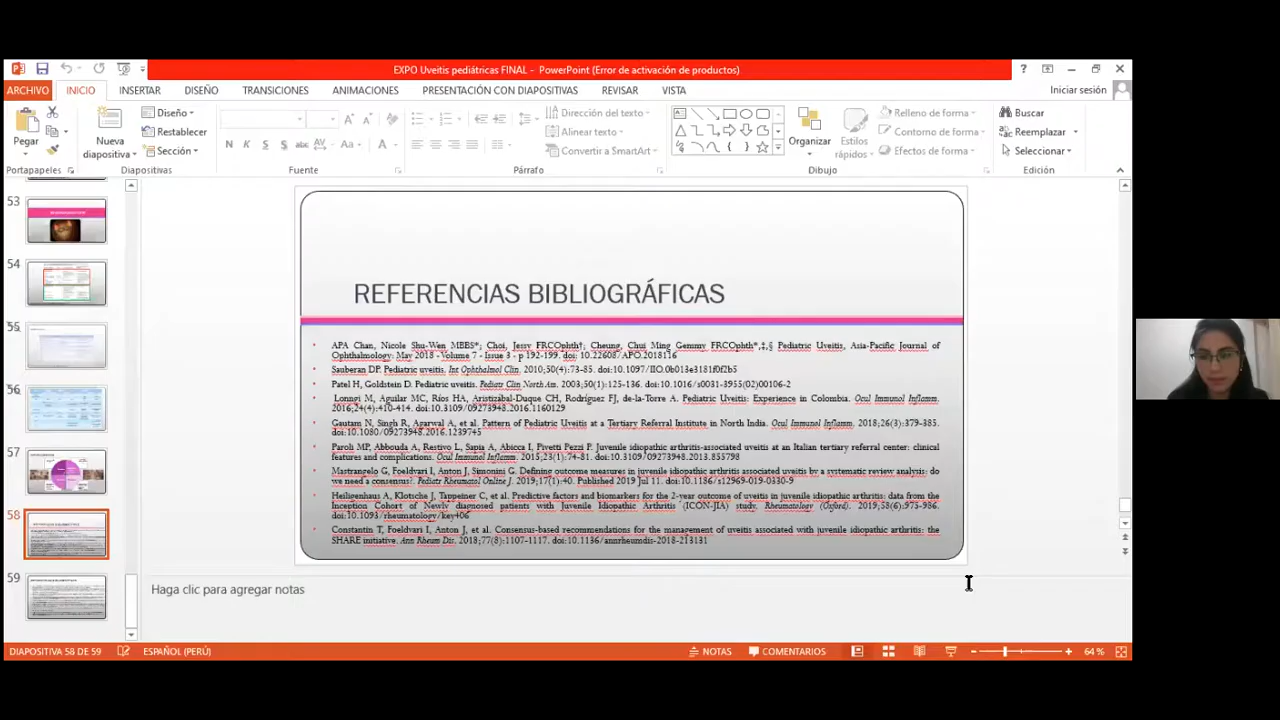 EXPO Uveitis pediátricas FINAL - PowerPoint (Error de activación de productos)
ARCHIVO INICIO INSERTAR DISEÑO TRANSICIONES ANIMACIONES PRESENTACIÓN CON DIAPOSITIVAS REVISAR VISTA Iniciar sesión
Pegar
Nueva diapositiva
Diseño
Restablecer
Sección
N K S S abc AV Aa A
Dirección del texto
Alinear texto
Convertir a SmartArt
Organizar
Estilos rápidos
Relleno de forma
Contorno de forma
Efectos de forma
Buscar
Reemplazar
Seleccionar
Portapapeles Diapositivas Fuente Párrafo Dibujo Edición
53
54
55
56
57
58
59
REFERENCIAS BIBLIOGRÁFICAS
APA Chan, Nicole Shu-Wen MBBS*; Choi, Jessy FRCOphth†; Cheung, Chui Ming Gemmy FRCOphth*,‡,§ Pediatric Uveitis, Asia-Pacific Journal of
Ophthalmology: May 2018 - Volume 7 - Issue 3 - p 192-199. doi: 10.22608/APO.2018116
Sauberan DP. Pediatric uveitis. Int Ophthalmol Clin. 2010;50(4):73-85. doi:10.1097/IIO.0b013e3181f0f2b5
Patel H, Goldstein D. Pediatric uveitis. Pediatr Clin North Am. 2003;50(1):125-136. doi:10.1016/s0031-3955(02)00106-2
Lonngi M, Aguilar MC, Ríos HA, Aristizábal-Duque CH, Rodríguez FJ, de-la-Torre A. Pediatric Uveitis: Experience in Colombia. Ocul Immunol Inflamm.
2016;24(4):410-414. doi:10.3109/09273948.2016.1160129
Gautam N, Singh R, Agarwal A, et al. Pattern of Pediatric Uveitis at a Tertiary Referral Institute in North India. Ocul Immunol Inflamm. 2018;26(3):379-385.
doi:10.1080/09273948.2016.1239745
Paroli MP, Abbouda A, Restivo L, Sapia A, Abicca I, Pivetti Pezzi P. Juvenile idiopathic arthritis-associated uveitis at an Italian tertiary referral center: clinical
features and complications. Ocul Immunol Inflamm. 2015;23(1):74-81. doi:10.3109/09273948.2013.855798
Mastrangelo G, Foeldvari I, Anton J, Simonini G. Defining outcome measures in juvenile idiopathic arthritis associated uveitis by a systematic review analysis: do
we need a consensus?. Pediatr Rheumatol Online J. 2019;17(1):40. Published 2019 Jul 11. doi:10.1186/s12969-019-0330-9
Heiligenhaus A, Klotsche J, Tappeiner C, et al. Predictive factors and biomarkers for the 2-year outcome of uveitis in juvenile idiopathic arthritis: data from the
Inception Cohort of Newly diagnosed patients with Juvenile Idiopathic Arthritis (ICON-JIA) study. Rheumatology (Oxford). 2019;58(6):975-986.
doi:10.1093/rheumatology/key406
Constantin T, Foeldvari I, Anton J, et al. Consensus-based recommendations for the management of uveitis associated with juvenile idiopathic arthritis: the
SHARE initiative. Ann Rheum Dis. 2018;77(8):1107-1117. doi:10.1136/annrheumdis-2018-213131
Haga clic para agregar notas
DIAPOSITIVA 58 DE 59 ESPAÑOL (PERÚ) NOTAS COMENTARIOS 64 %